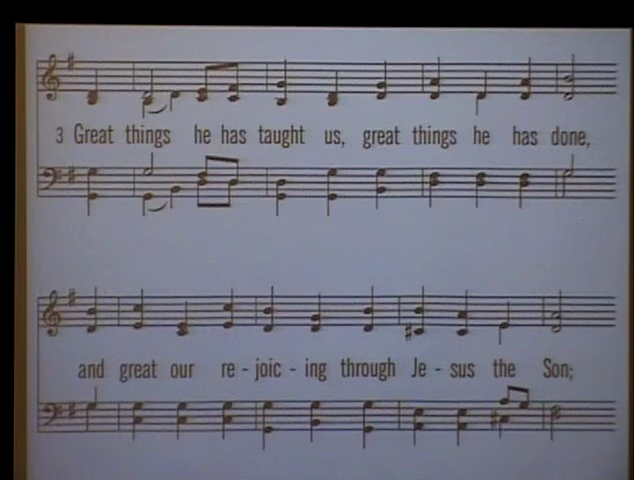 3 Great things he has taught us, great things he has done,
and great our re - joic - ing through Je - sus the Son;